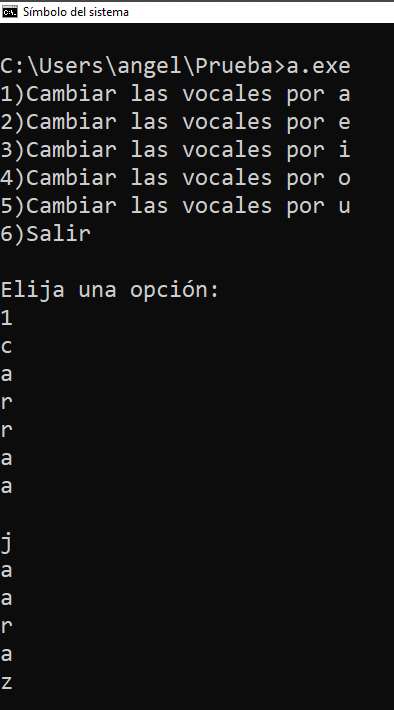 Símbolo del sistema
C:\Users\angel\Prueba>a.exe
1)Cambiar las vocales por a
2)Cambiar las vocales por e
3)Cambiar las vocales por i
4)Cambiar las vocales por o
5)Cambiar las vocales por u
6)Salir

Elija una opción:
1
c
a
r
r
a
a

j
a
a
r
a
z